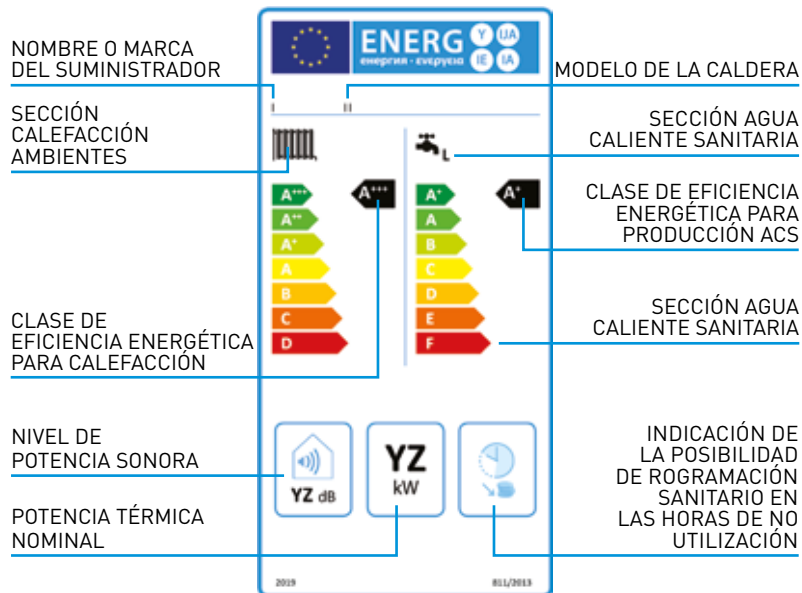 NOMBRE O MARCA
DEL SUMINISTRADOR
SECCIÓN
CALEFACCIÓN
AMBIENTES
CLASE DE
EFICIENCIA ENERGÉTICA
PARA CALEFACCIÓN
NIVEL DE
POTENCIA SONORA
POTENCIA TÉRMICA
NOMINAL
ENERG
енергия · ενεργεια
Y IJA
IE IA
I II
L
A+++ A+++ A+ A+
A++ A
A+ B
A C
B D
C E
D F
YZ dB
YZ
kW
2019 811/2013
MODELO DE LA CALDERA
SECCIÓN AGUA
CALIENTE SANITARIA
CLASE DE EFICIENCIA
ENERGÉTICA PARA
PRODUCCIÓN ACS
SECCIÓN AGUA
CALIENTE SANITARIA
INDICACIÓN DE
LA POSIBILIDAD
DE ROGRAMACIÓN
SANITARIO EN
LAS HORAS DE NO
UTILIZACIÓN